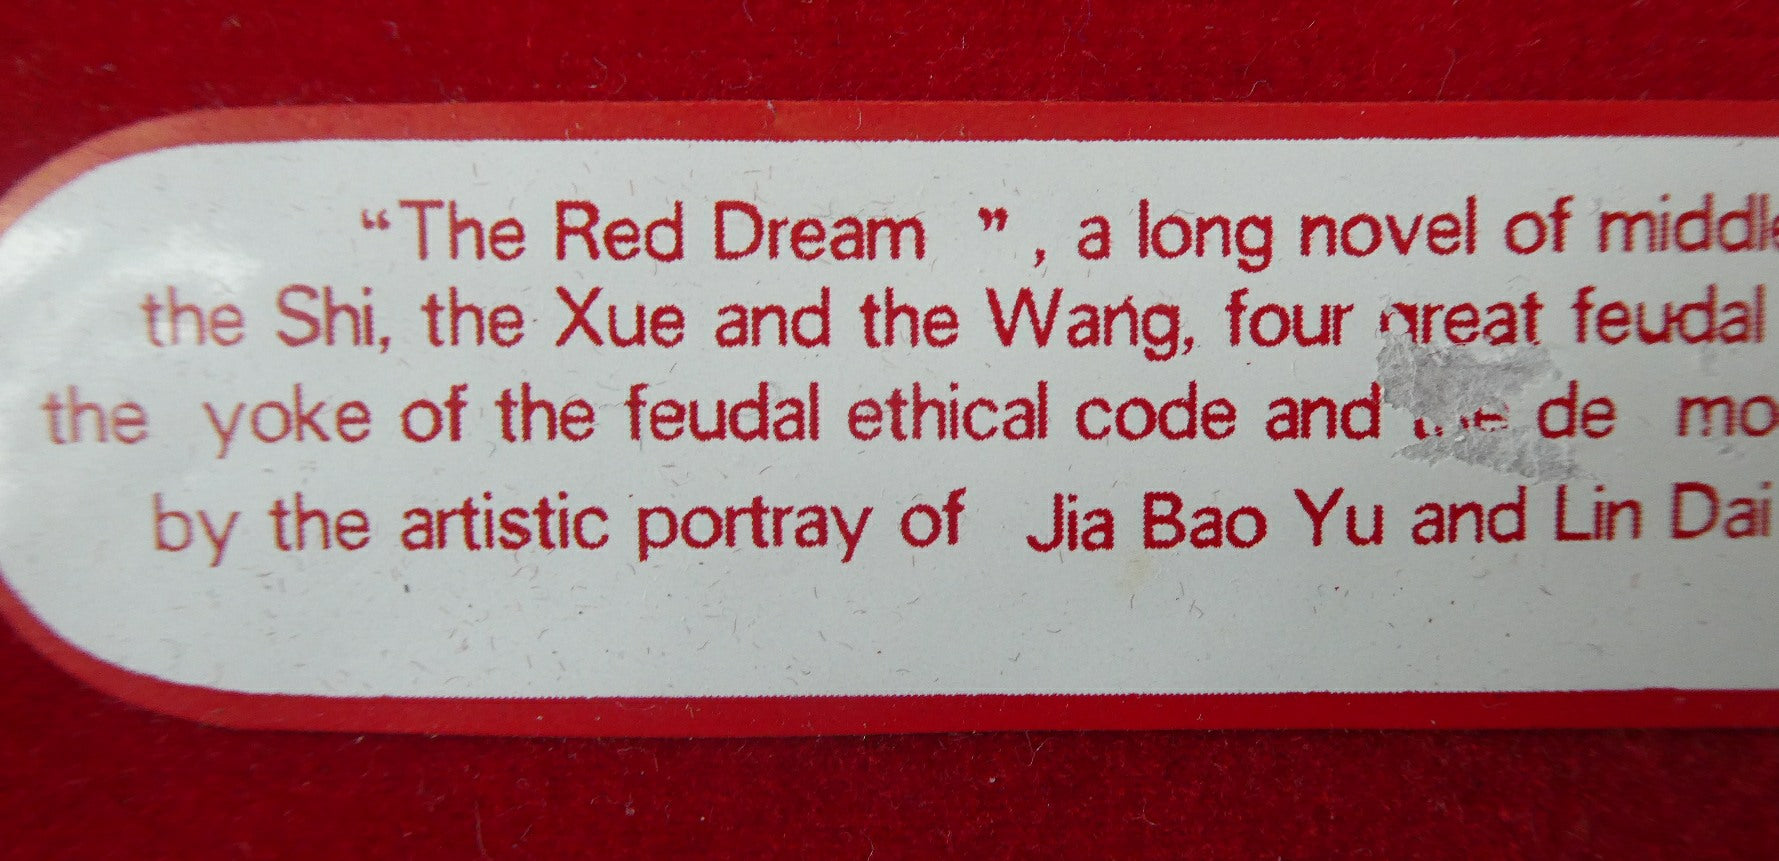 “The Red Dream ”, a long novel of
the Shi, the Xue and the Wang, four great feudal
the yoke of the feudal ethical code and the de mo
by the artistic portray of Jia Bao Yu and Lin Dai